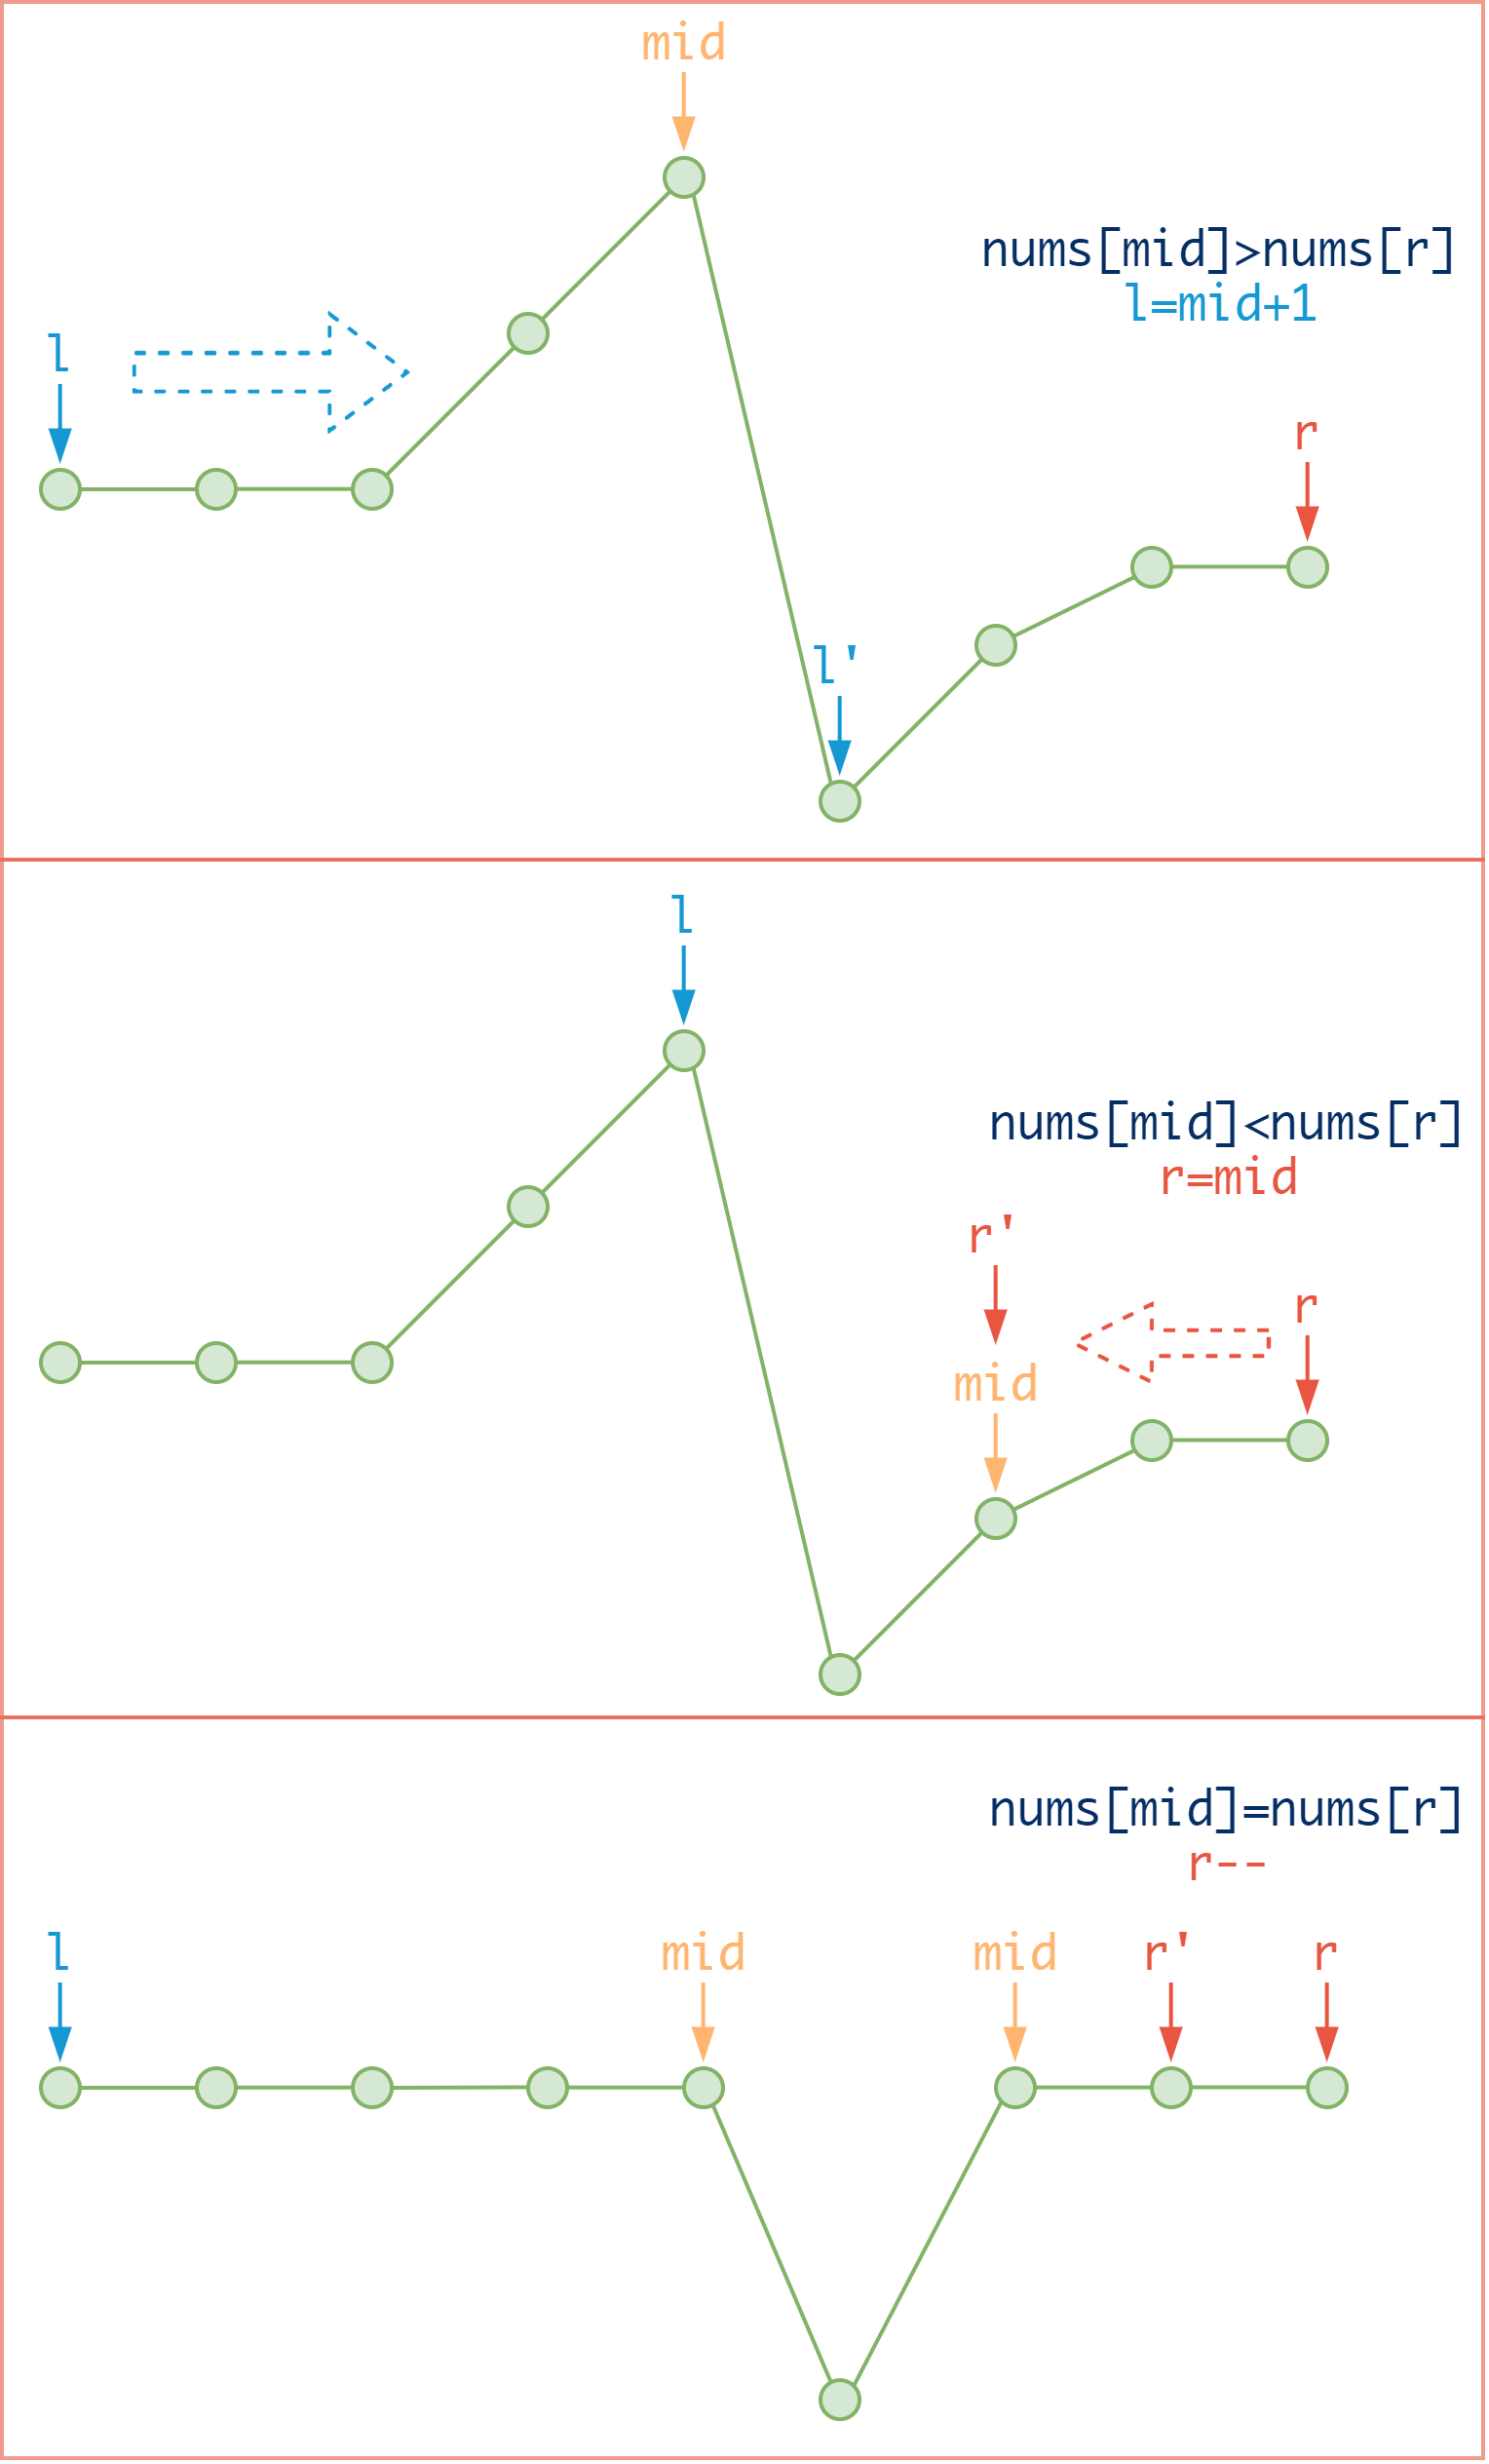 mid
nums[mid]>nums[r]
l=mid+1
l
r
l'
l
nums[mid]<nums[r]
r=mid
r'
r
mid
nums[mid]=nums[r]
r--
l mid mid r' r